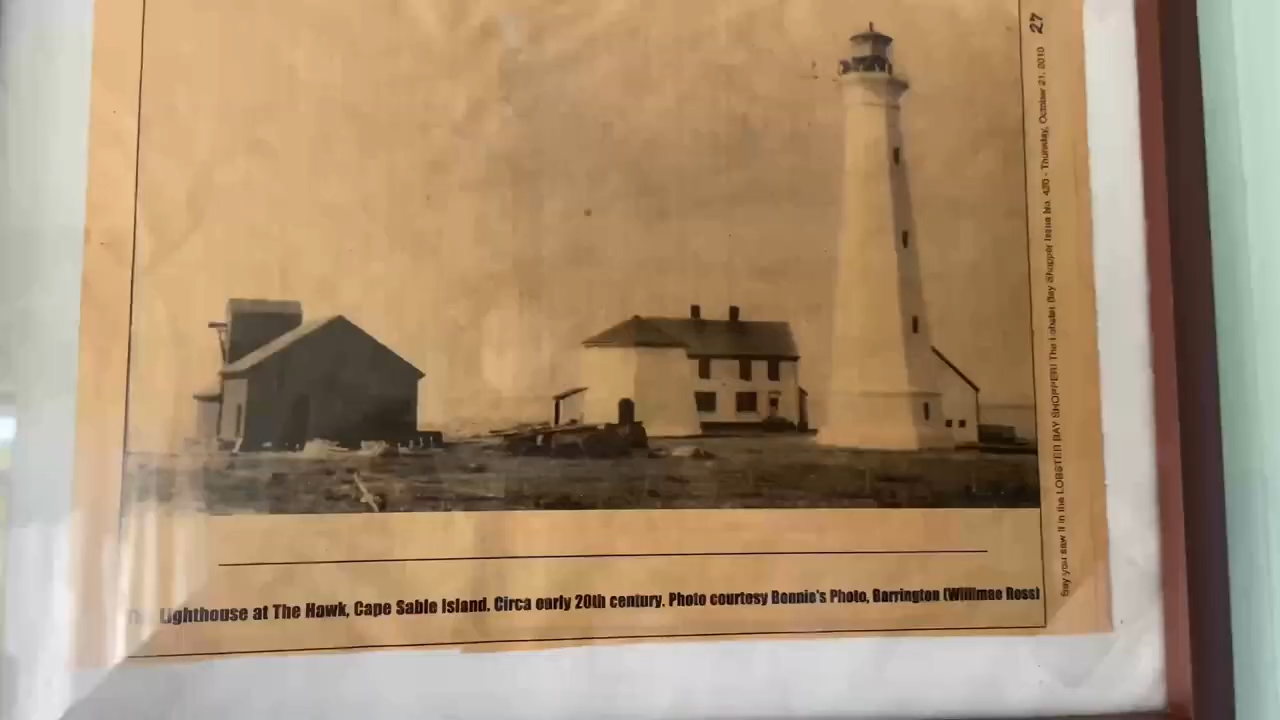 The Lighthouse at The Hawk, Cape Sable Island. Circa early 20th century. Photo courtesy Bonnie's Photo, Barrington (Willimae Ross)
Say you saw it in the LOBSTER BAY SHOPPER! The Lobster Bay Shopper Issue No. 420 - Thursday, October 21, 2010 27